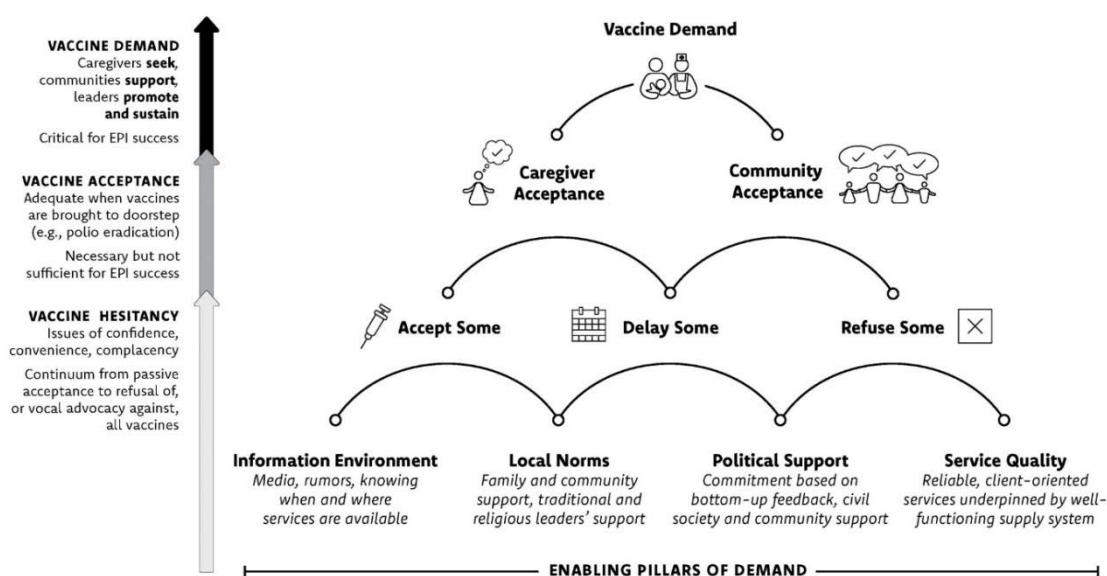 VACCINE DEMAND
Caregivers seek,
communities support,
leaders promote
and sustain
Critical for EPI success
VACCINE ACCEPTANCE
Adequate when vaccines
are brought to doorstep
(e.g., polio eradication)
Necessary but not
sufficient for EPI success
VACCINE HESITANCY
Issues of confidence,
convenience, complacency
Continuum from passive
acceptance to refusal of,
or vocal advocacy against,
all vaccines
Vaccine Demand
Caregiver
Acceptance
Community
Acceptance
Accept Some
Delay Some
Refuse Some
Information Environment
Media, rumors, knowing
when and where
services are available
Local Norms
Family and community
support, traditional and
religious leaders' support
Political Support
Commitment based on
bottom-up feedback, civil
society and community support
Service Quality
Reliable, client-oriented
services underpinned by well-
functioning supply system
ENABLING PILLARS OF DEMAND